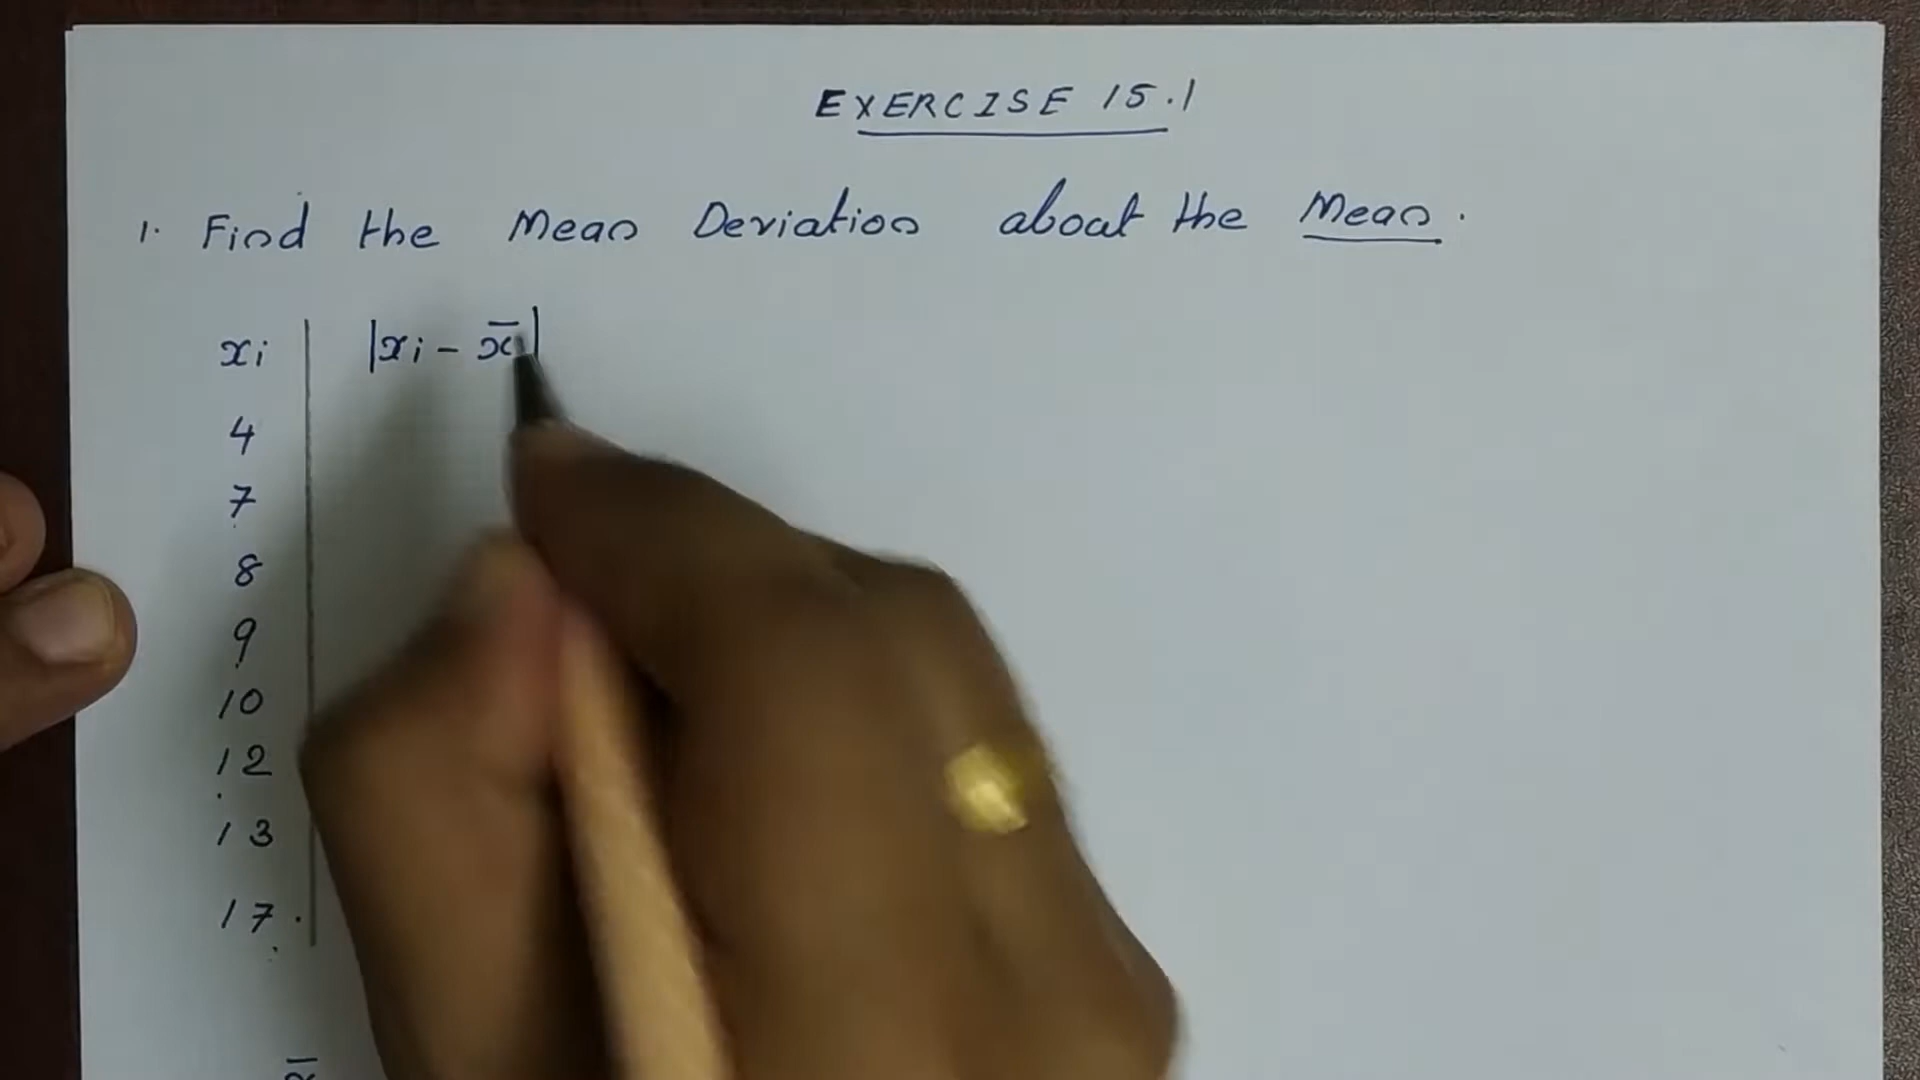 EXERCISE 15.1
1. Find the Mean Deviation about the Mean.
xi |xi - x̄|
4
7
8
9
10
12
13
17.